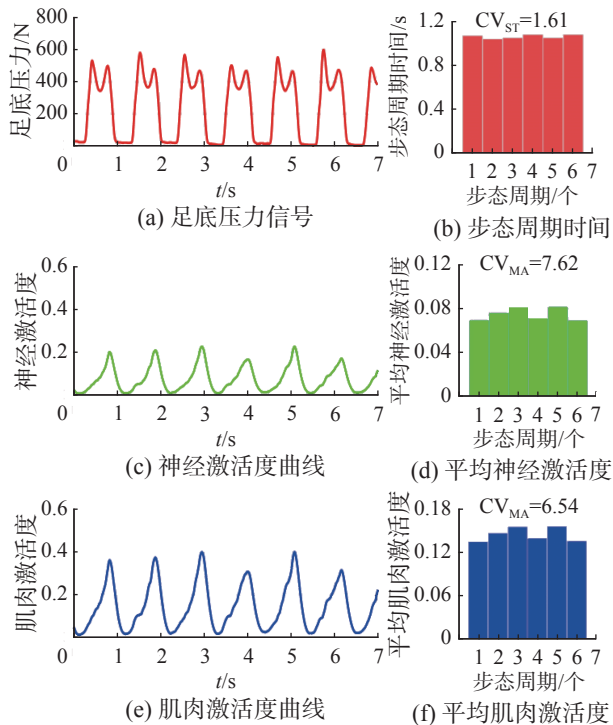 足底压力/N
800
600
400
200
0 1 2 3 4 5 6 7
t/s
(a) 足底压力信号
步态周期时间/s
CV_ST=1.61
1.2
0.8
0.4
0
1 2 3 4 5 6 7
步态周期/个
(b) 步态周期时间
神经激活度
0.6
0.4
0.2
0 1 2 3 4 5 6 7
t/s
(c) 神经激活度曲线
平均神经激活度
CV_MA=7.62
0.12
0.08
0.04
0
1 2 3 4 5 6 7
步态周期/个
(d) 平均神经激活度
肌肉激活度
0.6
0.4
0.2
0 1 2 3 4 5 6 7
t/s
(e) 肌肉激活度曲线
平均肌肉激活度
CV_MA=6.54
0.18
0.12
0.06
0
1 2 3 4 5 6 7
步态周期/个
(f) 平均肌肉激活度